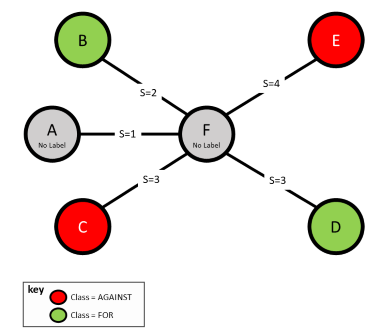 B
E
S=2
S=4
A
No Label
S=1
F
No Label
S=3
S=3
C
D
key
Class = AGAINST
Class = FOR